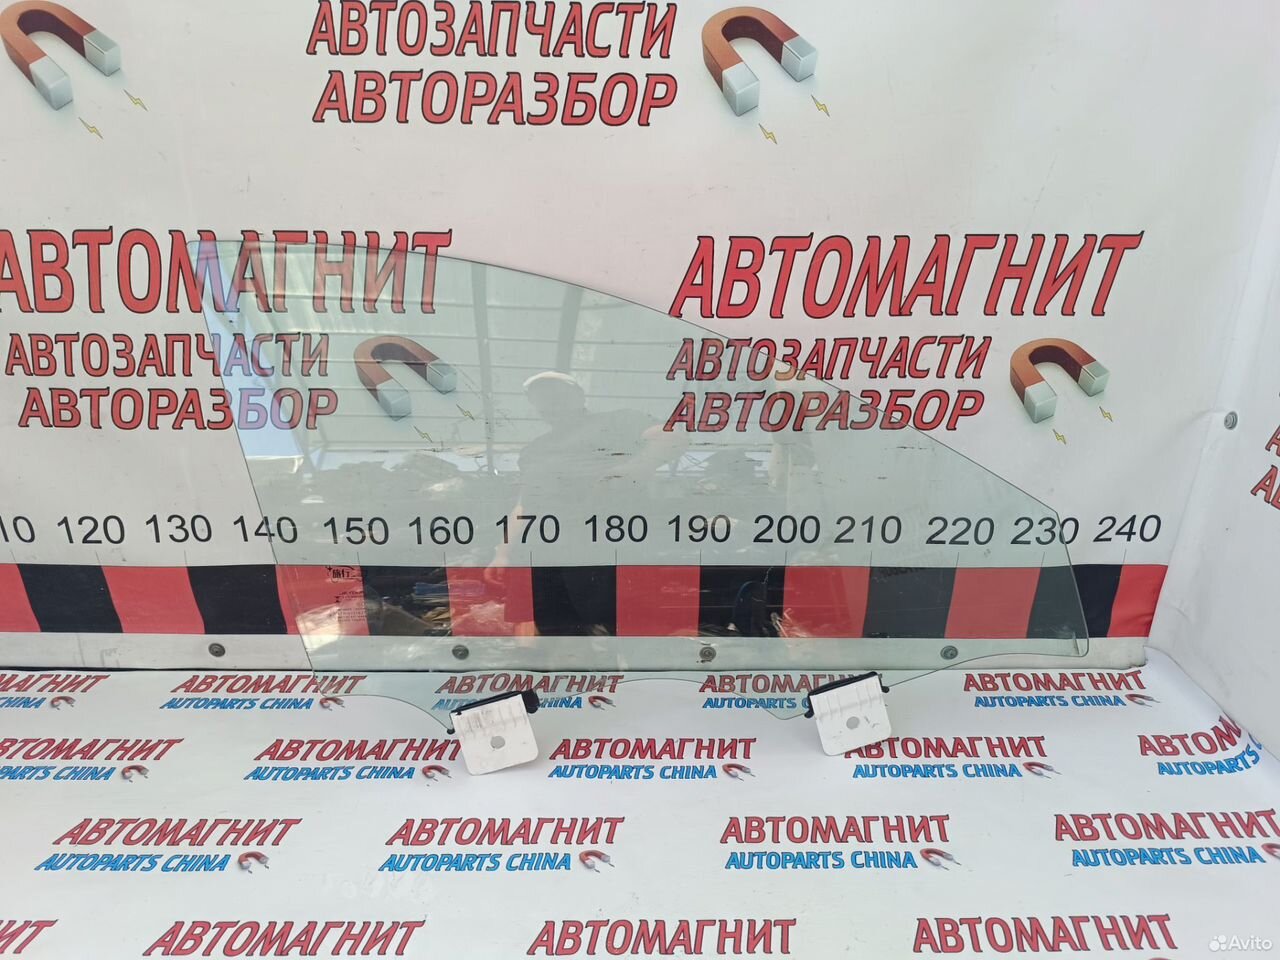 АВТОЗАПЧАСТИ
АВТОРАЗБОР
АВТОМАГНИТ
АВТОЗАПЧАСТИ
АВТОРАЗБОР
АВТОМАГНИТ
АВТОЗАПЧАСТИ
АВТОРАЗБОР
10 120 130 140 150 160 170 180 190 200 210 220 230 240
旅行
АВТОМАГНИТ АВТОМАГНИТ АВТОМАГНИТ АВТОМАГНИТ
AUTOPARTS CHINA AUTOPARTS CHINA AUTOPARTS CHINA
АВТОМАГНИТ АВТОМАГНИТ АВТОМАГНИТ
AUTOPARTS CHINA AUTOPARTS CHINA AUTOPARTS CHINA AUTOPARTS CHINA
АВТОМАГНИТ АВТОМАГНИТ АВТОМАГНИТ АВТОМАГНИТ
AUTOPARTS CHINA AUTOPARTS CHINA AUTOPARTS CHINA AUTOPARTS CHINA
АВТОМАГНИТ АВТОМАГНИТ АВТОМАГНИТ
Avito